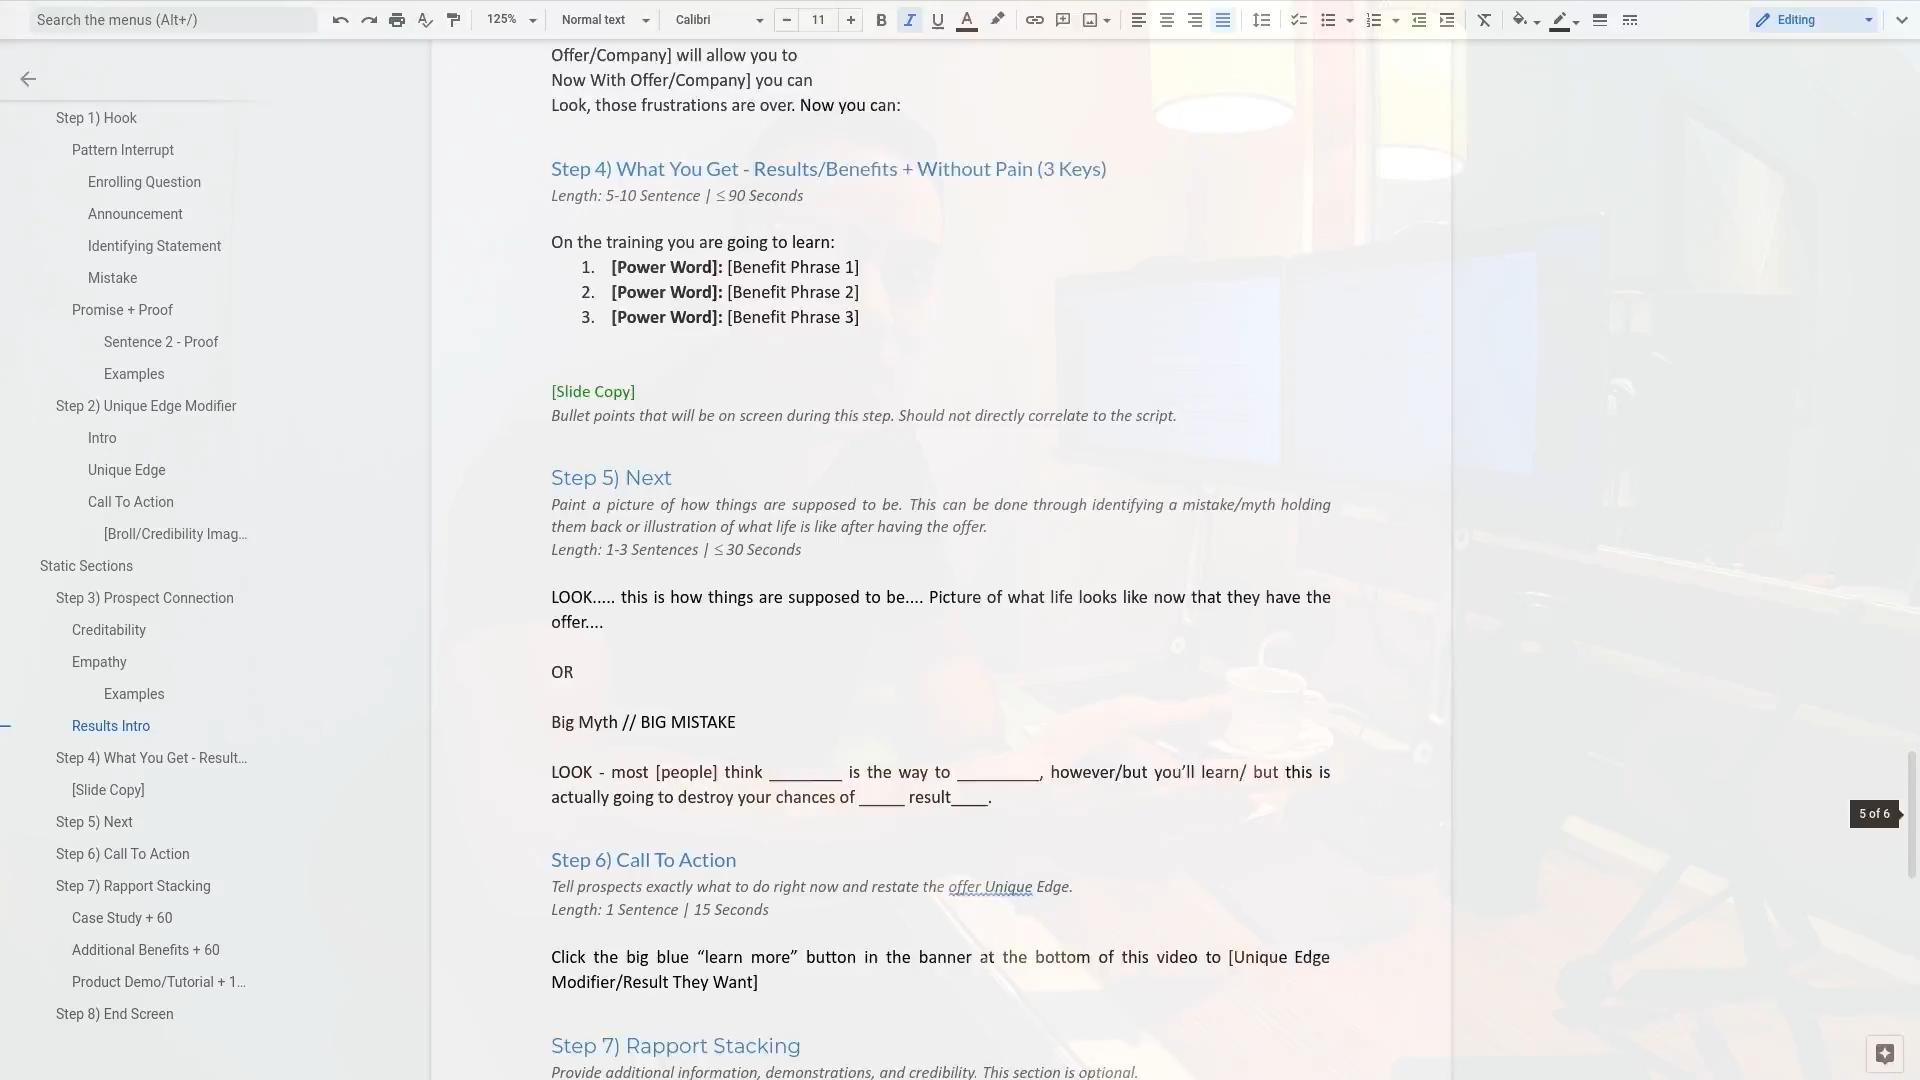 Search the menus (Alt+/)
125%
Normal text
Calibri
11
Editing
Step 1) Hook
Pattern Interrupt
Enrolling Question
Announcement
Identifying Statement
Mistake
Promise + Proof
Sentence 2 - Proof
Examples
Step 2) Unique Edge Modifier
Intro
Unique Edge
Call To Action
[Broll/Credibility Imag...
Static Sections
Step 3) Prospect Connection
Creditability
Empathy
Examples
Results Intro
Step 4) What You Get - Result...
[Slide Copy]
Step 5) Next
Step 6) Call To Action
Step 7) Rapport Stacking
Case Study + 60
Additional Benefits + 60
Product Demo/Tutorial + 1...
Step 8) End Screen
Offer/Company] will allow you to
Now With Offer/Company] you can
Look, those frustrations are over. Now you can:
Step 4) What You Get - Results/Benefits + Without Pain (3 Keys)
Length: 5-10 Sentence | ≤ 90 Seconds
On the training you are going to learn:
1. [Power Word]: [Benefit Phrase 1]
2. [Power Word]: [Benefit Phrase 2]
3. [Power Word]: [Benefit Phrase 3]
[Slide Copy]
Bullet points that will be on screen during this step. Should not directly correlate to the script.
Step 5) Next
Paint a picture of how things are supposed to be. This can be done through identifying a mistake/myth holding
them back or illustration of what life is like after having the offer.
Length: 1-3 Sentences | ≤ 30 Seconds
LOOK..... this is how things are supposed to be.... Picture of what life looks like now that they have the
offer....
OR
Big Myth // BIG MISTAKE
LOOK - most [people] think ________ is the way to _________, however/but you’ll learn/ but this is
actually going to destroy your chances of _____ result____.
Step 6) Call To Action
Tell prospects exactly what to do right now and restate the offer Unique Edge.
Length: 1 Sentence | 15 Seconds
Click the big blue “learn more” button in the banner at the bottom of this video to [Unique Edge
Modifier/Result They Want]
Step 7) Rapport Stacking
Provide additional information, demonstrations, and credibility. This section is optional.
5 of 6